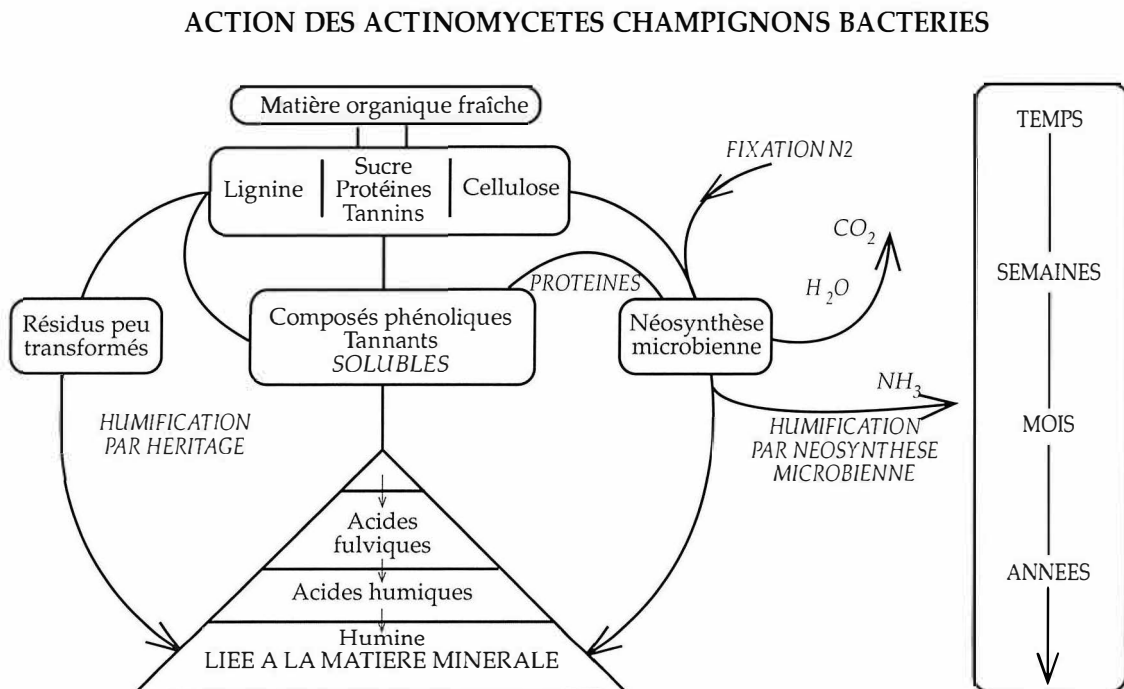 ACTION DES ACTINOMYCETES CHAMPIGNONS BACTERIES
Matière organique fraîche
Lignine
Sucre
Protéines
Tannins
Cellulose
FIXATION N2
CO2
H2O
PROTEINES
Résidus peu
transformés
Composés phénoliques
Tannants
SOLUBLES
Néosynthèse
microbienne
NH3
HUMIFICATION
PAR HERITAGE
HUMIFICATION
PAR NEOSYNTHESE
MICROBIENNE
Acides
fulviques
Acides humiques
Humine
LIEE A LA MATIERE MINERALE
TEMPS
SEMAINES
MOIS
ANNEES